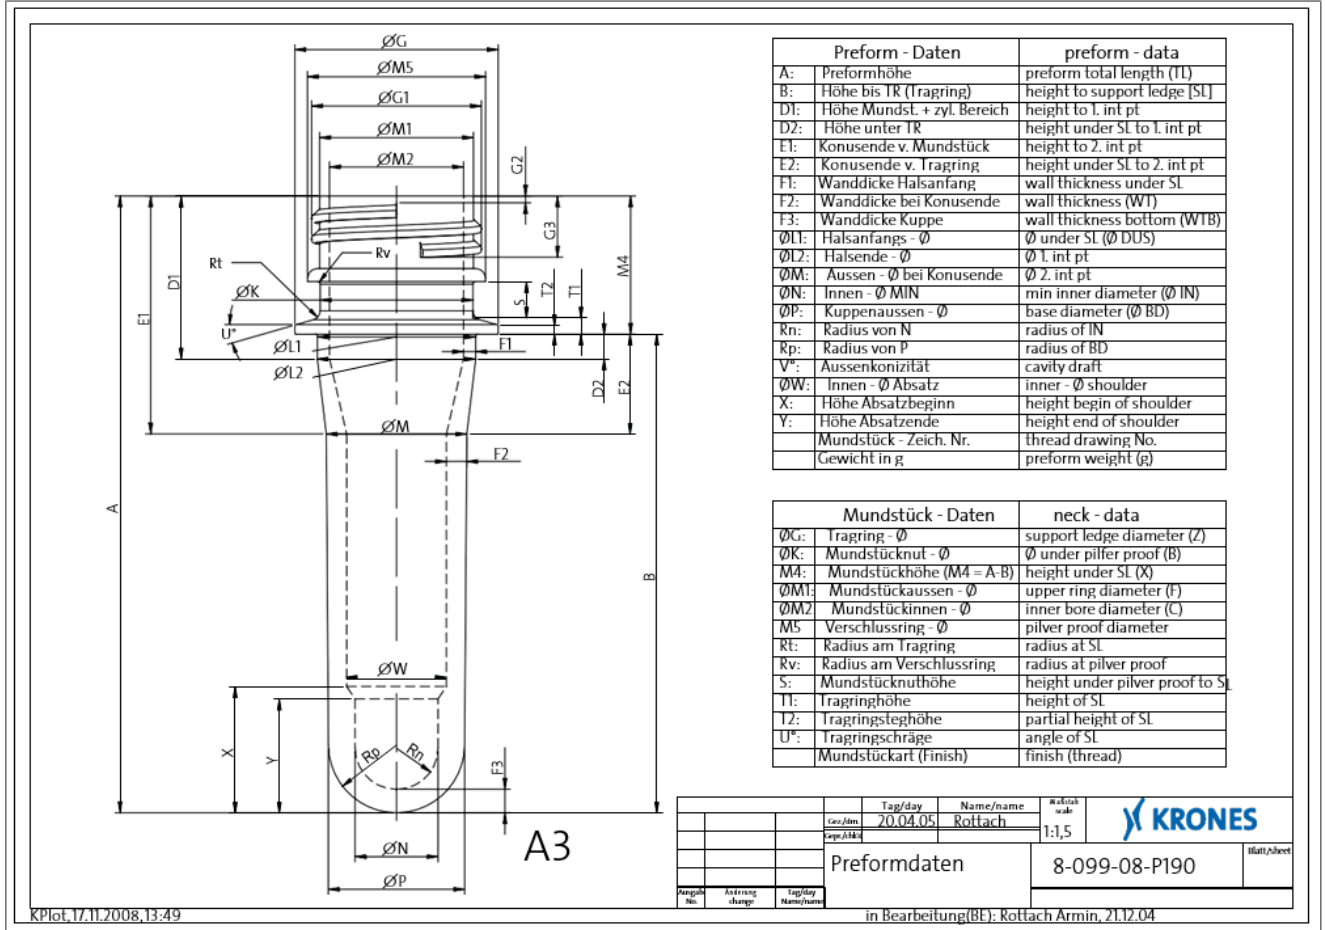 ØG
ØM5
ØG1
ØM1
ØM2
G2
G3
M4
Rv
Rt
D1
E1
ØK
S
T2
T1
U°
ØL1
F1
ØL2
D2
E2
ØM
F2
A
B
ØW
X
Y
Rp
Rn
F3
ØN
ØP
A3
Preform - Daten preform - data
A: Preformhöhe preform total length (TL)
B: Höhe bis TR (Tragring) height to support ledge [SL]
D1: Höhe Mundst. + zyl. Bereich height to 1. int pt
D2: Höhe unter TR height under SL to 1. int pt
E1: Konusende v. Mundstück height to 2. int pt
E2: Konusende v. Tragring height under SL to 2. int pt
F1: Wanddicke Halsanfang wall thickness under SL
F2: Wanddicke bei Konusende wall thickness (WT)
F3: Wanddicke Kuppe wall thickness bottom (WTB)
ØL1: Halsanfangs - Ø Ø under SL (Ø DUS)
ØL2: Halsende - Ø Ø 1. int pt
ØM: Aussen - Ø bei Konusende Ø 2. int pt
ØN: Innen - Ø MIN min inner diameter (Ø IN)
ØP: Kuppenaussen - Ø base diameter (Ø BD)
Rn: Radius von N radius of IN
Rp: Radius von P radius of BD
V°: Aussenkonizität cavity draft
ØW: Innen - Ø Absatz inner - Ø shoulder
X: Höhe Absatzbeginn height begin of shoulder
Y: Höhe Absatzende height end of shoulder
Mundstück - Zeich. Nr. thread drawing No.
Gewicht in g preform weight (g)
Mundstück - Daten neck - data
ØG: Tragring - Ø support ledge diameter (Z)
ØK: Mundstücknut - Ø Ø under pilfer proof (B)
M4: Mundstückhöhe (M4 = A-B) height under SL (X)
ØM1: Mundstückaussen - Ø upper ring diameter (F)
ØM2 Mundstückinnen - Ø inner bore diameter (C)
M5 Verschlussring - Ø pilver proof diameter
Rt: Radius am Tragring radius at SL
Rv: Radius am Verschlussring radius at pilver proof
S: Mundstücknuthöhe height under pilver proof to SL
T1: Tragringhöhe height of SL
T2: Tragringsteghöhe partial height of SL
U°: Tragringschräge angle of SL
Mundstückart (Finish) finish (thread)
Tag/day Name/name Maßstab scale
Gez./drn. 20.04.05 Rottach
Gepr./chk'd
1:1,5
KRONES
Preformdaten
8-099-08-P190
Blatt/sheet
Ausgab No. Änderung change Tag/day Name/name
KPlot,17.11.2008,13:49
in Bearbeitung(BE): Rottach Armin, 21.12.04